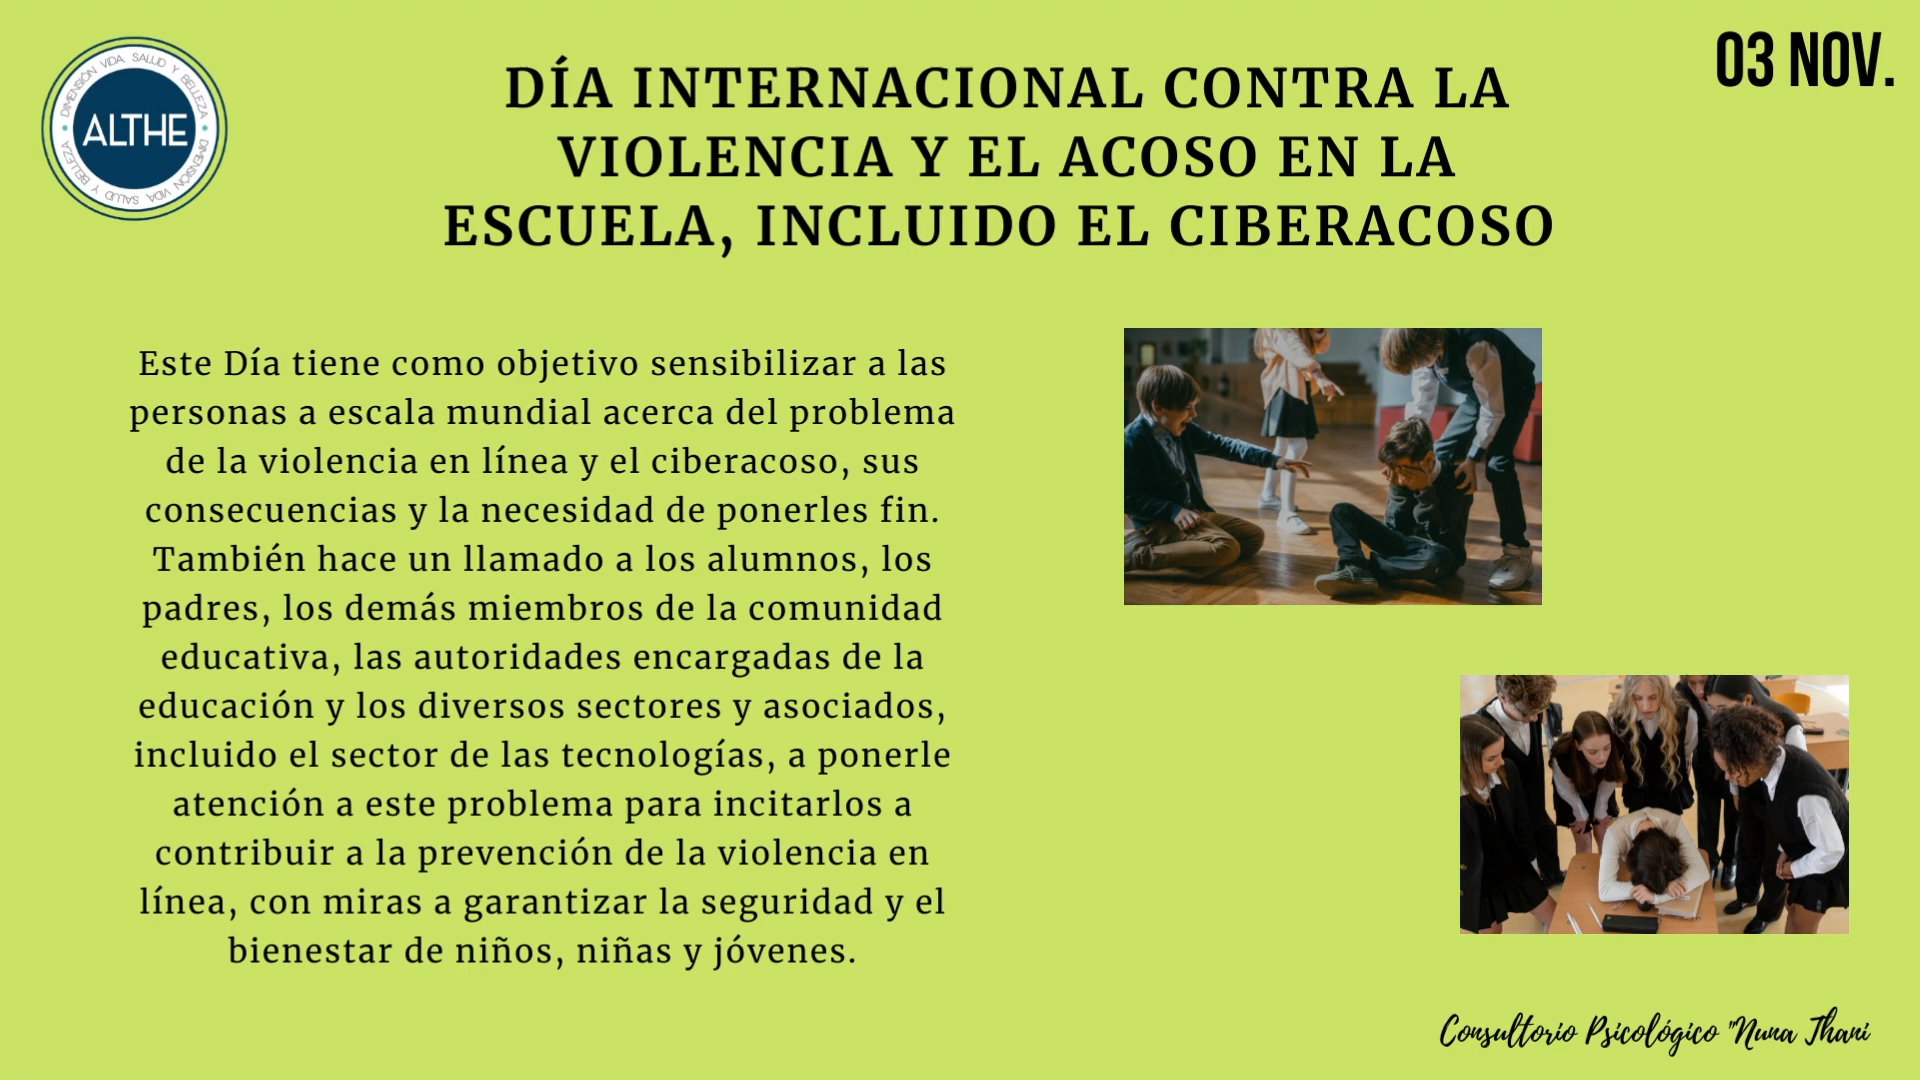 DIMENSIÓN VIDA, SALUD Y BELLEZA
ALTHE
DIMENSIÓN VIDA, SALUD Y BELLEZA
03 NOV.
DÍA INTERNACIONAL CONTRA LA
VIOLENCIA Y EL ACOSO EN LA
ESCUELA, INCLUIDO EL CIBERACOSO
Este Día tiene como objetivo sensibilizar a las
personas a escala mundial acerca del problema
de la violencia en línea y el ciberacoso, sus
consecuencias y la necesidad de ponerles fin.
También hace un llamado a los alumnos, los
padres, los demás miembros de la comunidad
educativa, las autoridades encargadas de la
educación y los diversos sectores y asociados,
incluido el sector de las tecnologías, a ponerle
atención a este problema para incitarlos a
contribuir a la prevención de la violencia en
línea, con miras a garantizar la seguridad y el
bienestar de niños, niñas y jóvenes.
Consultorio Psicológico "Nuna Thani